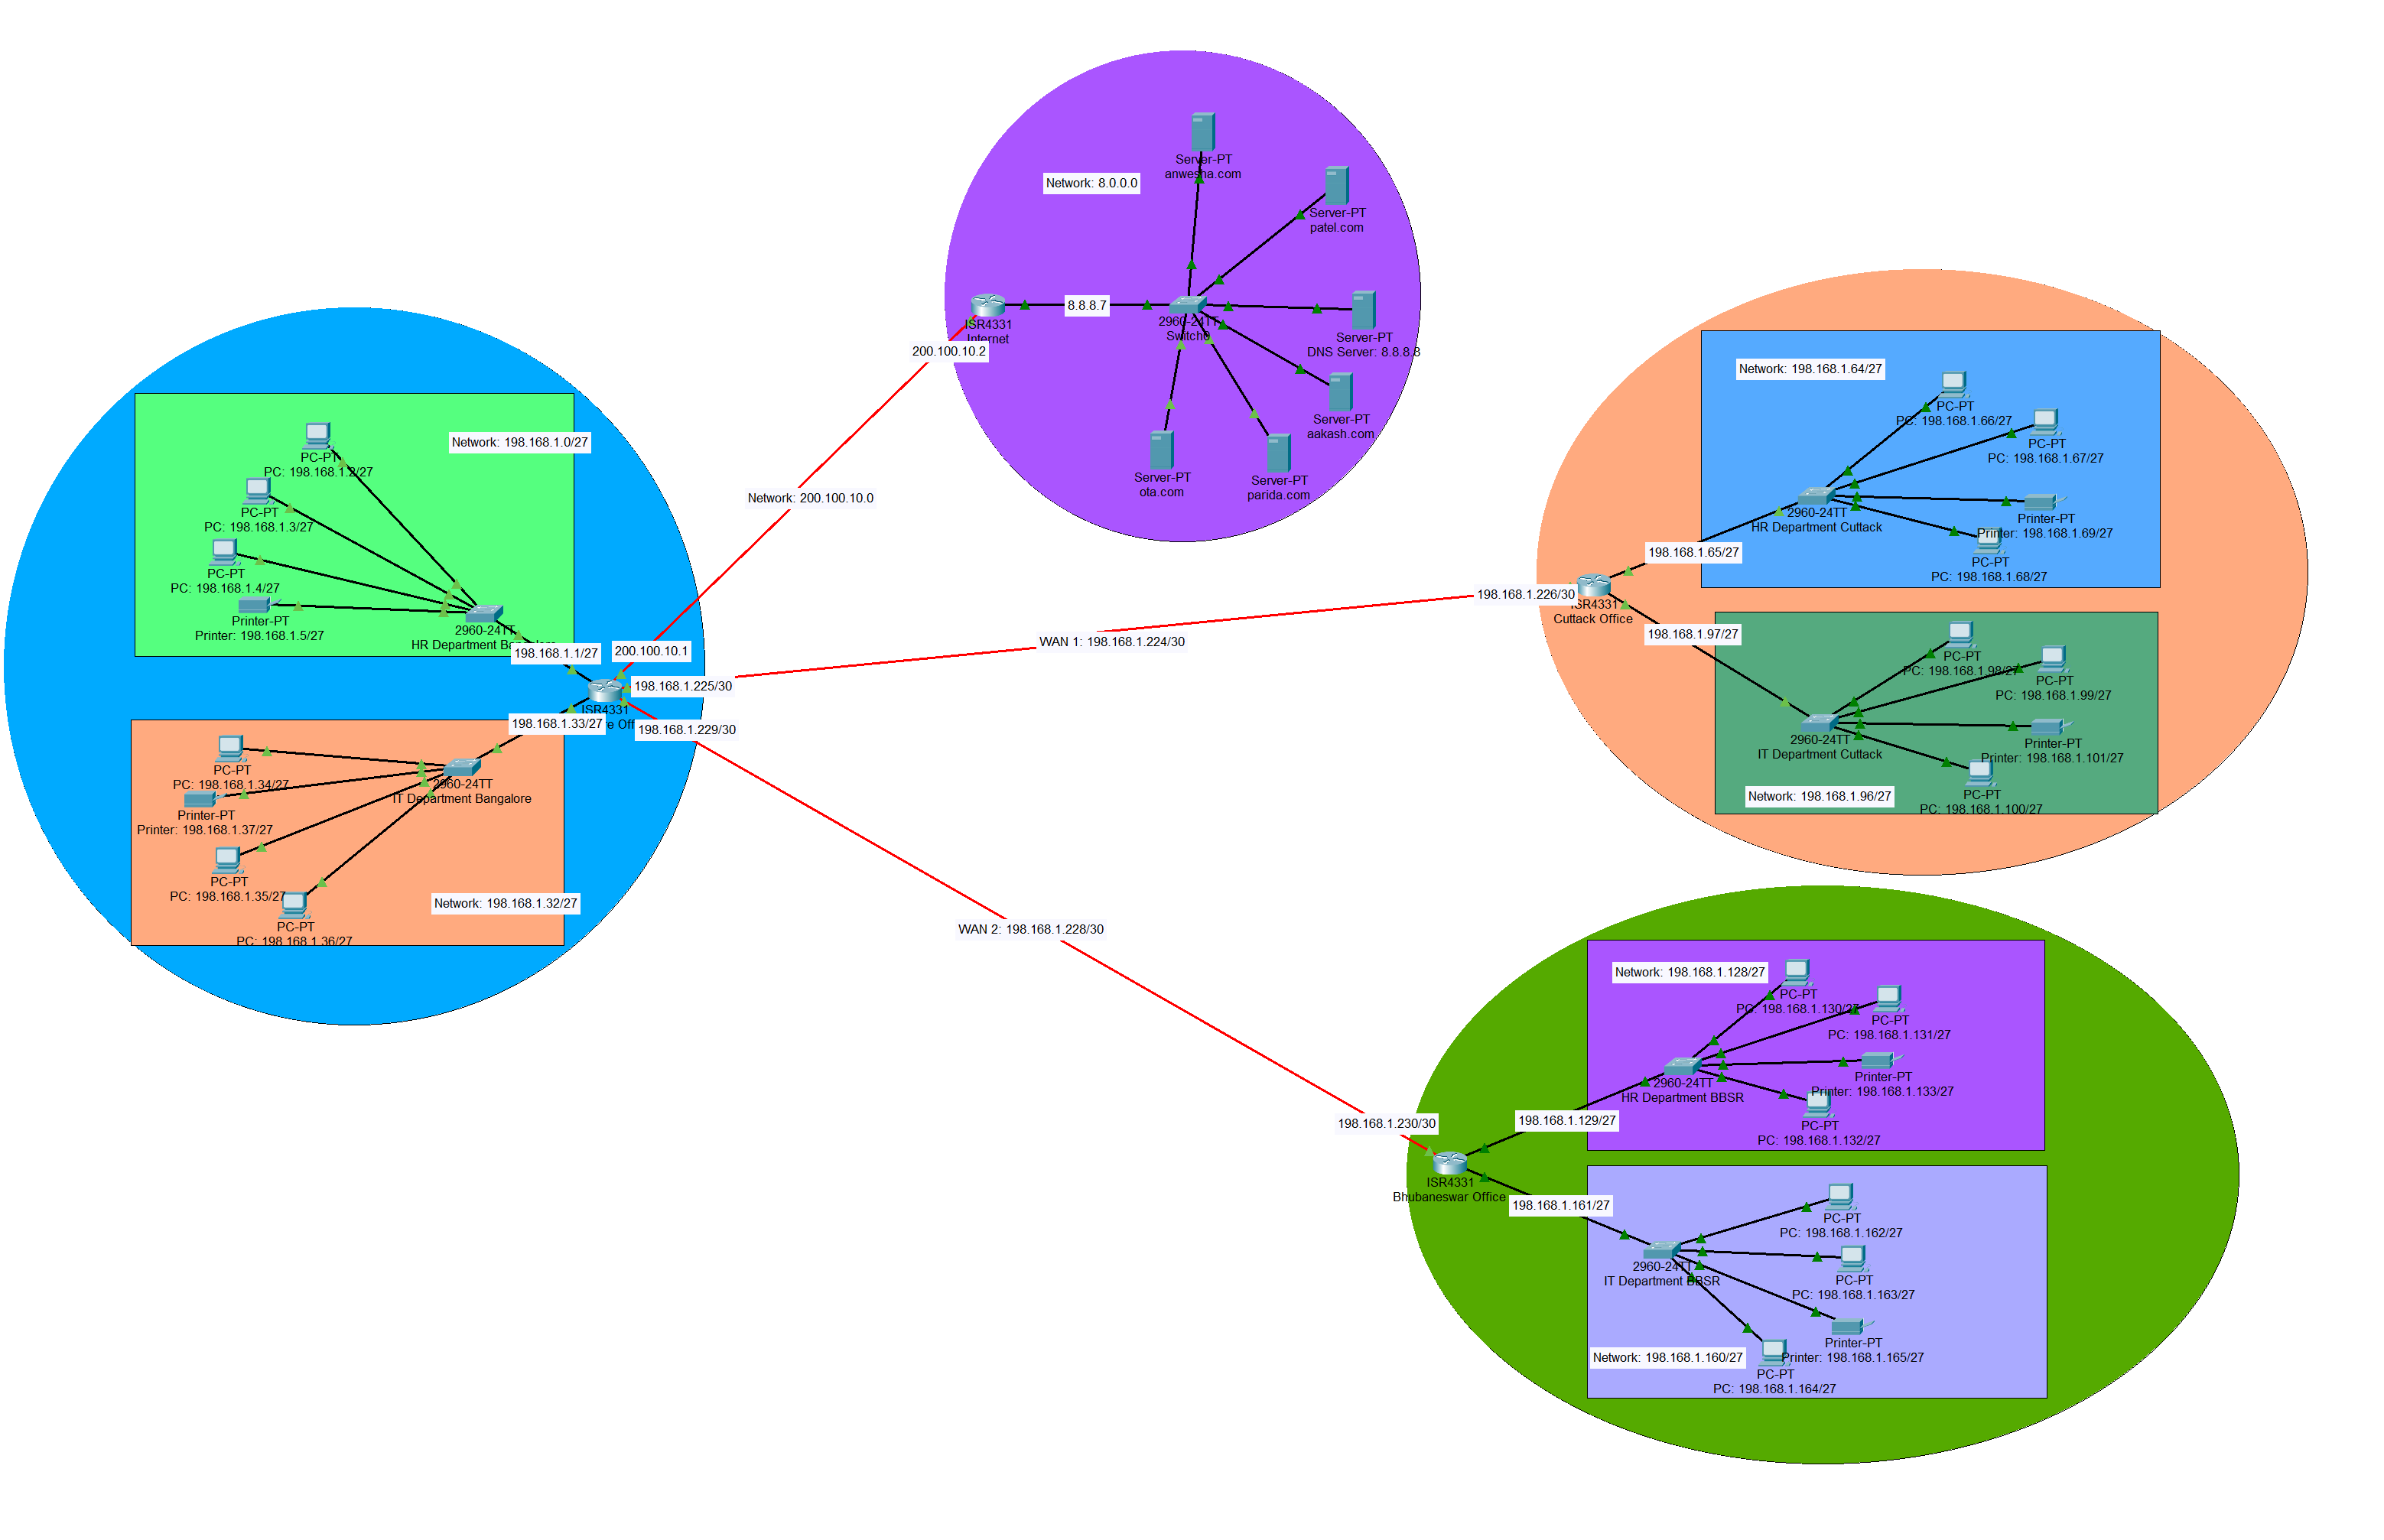 Server-PT
anwesha.com
Network: 8.0.0.0
Server-PT
patel.com
8.8.8.7
ISR4331
Internet
2960-24TT
Switch0
Server-PT
DNS Server: 8.8.8.8
Server-PT
aakash.com
Server-PT
ota.com
Server-PT
parida.com
200.100.10.2
Network: 200.100.10.0
Network: 198.168.1.0/27
PC-PT
PC: 198.168.1.2/27
PC-PT
PC: 198.168.1.3/27
PC-PT
PC: 198.168.1.4/27
Printer-PT
Printer: 198.168.1.5/27
2960-24TT
HR Department
198.168.1.1/27
200.100.10.1
198.168.1.225/30
ISR4331
198.168.1.33/27
198.168.1.229/30
PC-PT
PC: 198.168.1.34/27
Printer-PT
Printer: 198.168.1.37/27
2960-24TT
IT Department Bangalore
PC-PT
PC: 198.168.1.35/27
PC-PT
PC: 198.168.1.36/27
Network: 198.168.1.32/27
WAN 1: 198.168.1.224/30
WAN 2: 198.168.1.228/30
198.168.1.226/30
ISR4331
Cuttack Office
198.168.1.65/27
198.168.1.97/27
Network: 198.168.1.64/27
PC-PT
PC: 198.168.1.66/27
PC-PT
PC: 198.168.1.67/27
2960-24TT
HR Department Cuttack
Printer-PT
Printer: 198.168.1.69/27
PC-PT
PC: 198.168.1.68/27
PC-PT
PC: 198.168.1.98/27
PC-PT
PC: 198.168.1.99/27
2960-24TT
IT Department Cuttack
Printer-PT
Printer: 198.168.1.101/27
PC-PT
PC: 198.168.1.100/27
Network: 198.168.1.96/27
198.168.1.230/30
ISR4331
Bhubaneswar Office
198.168.1.129/27
198.168.1.161/27
Network: 198.168.1.128/27
PC-PT
PC: 198.168.1.130/27
PC-PT
PC: 198.168.1.131/27
2960-24TT
HR Department BBSR
Printer-PT
Printer: 198.168.1.133/27
PC-PT
PC: 198.168.1.132/27
PC-PT
PC: 198.168.1.162/27
2960-24TT
IT Department BBSR
PC-PT
PC: 198.168.1.163/27
Printer-PT
Printer: 198.168.1.165/27
Network: 198.168.1.160/27
PC-PT
PC: 198.168.1.164/27